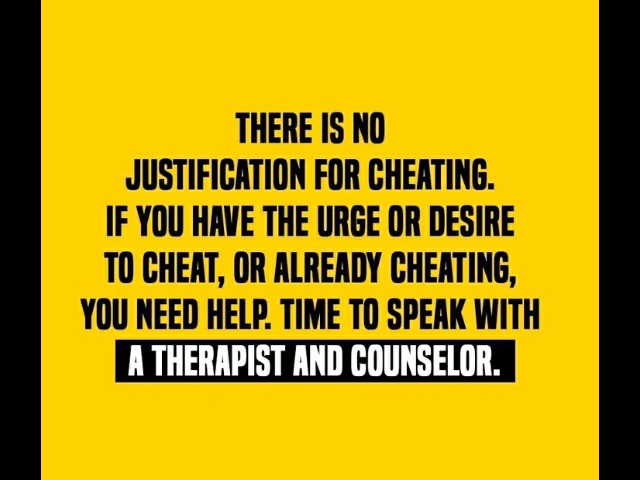 THERE IS NO
JUSTIFICATION FOR CHEATING.
IF YOU HAVE THE URGE OR DESIRE
TO CHEAT, OR ALREADY CHEATING,
YOU NEED HELP. TIME TO SPEAK WITH
A THERAPIST AND COUNSELOR.